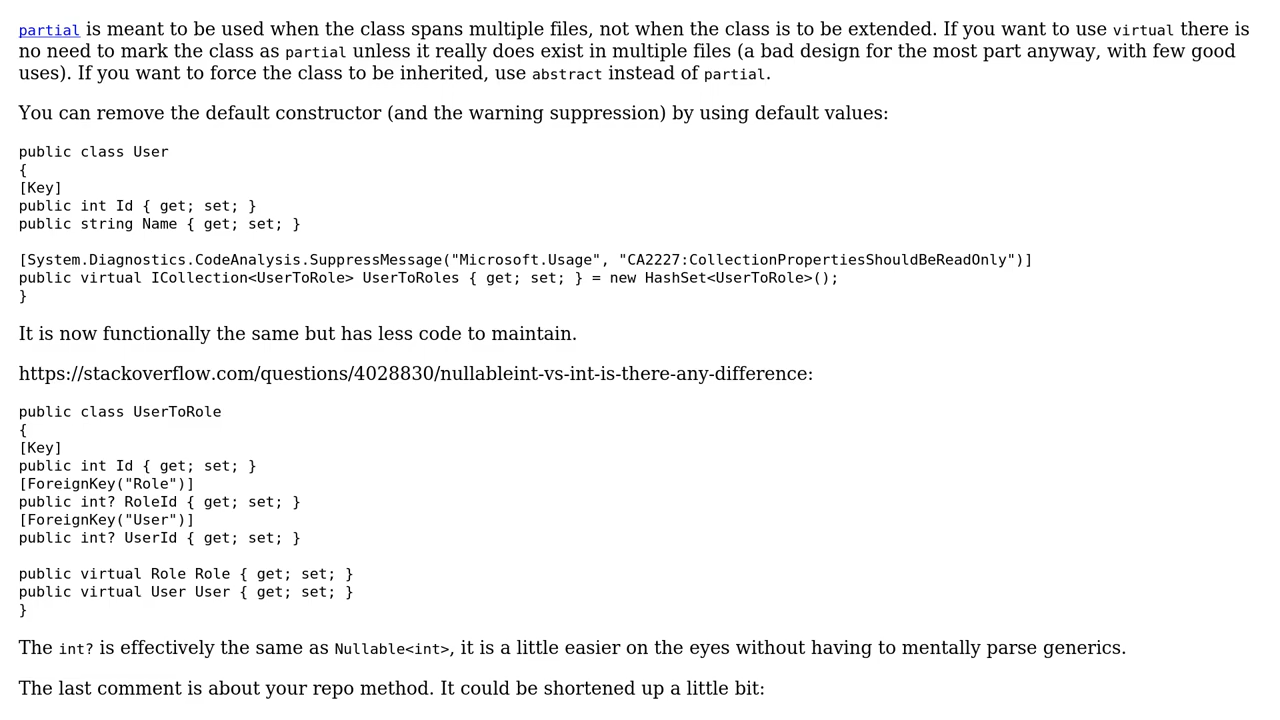 partial is meant to be used when the class spans multiple files, not when the class is to be extended. If you want to use virtual there is
no need to mark the class as partial unless it really does exist in multiple files (a bad design for the most part anyway, with few good
uses). If you want to force the class to be inherited, use abstract instead of partial.
You can remove the default constructor (and the warning suppression) by using default values:
public class User
{
[Key]
public int Id { get; set; }
public string Name { get; set; }
[System.Diagnostics.CodeAnalysis.SuppressMessage("Microsoft.Usage", "CA2227:CollectionPropertiesShouldBeReadOnly")]
public virtual ICollection<UserToRole> UserToRoles { get; set; } = new HashSet<UserToRole>();
}
It is now functionally the same but has less code to maintain.
https://stackoverflow.com/questions/4028830/nullableint-vs-int-is-there-any-difference:
public class UserToRole
{
[Key]
public int Id { get; set; }
[ForeignKey("Role")]
public int? RoleId { get; set; }
[ForeignKey("User")]
public int? UserId { get; set; }
public virtual Role Role { get; set; }
public virtual User User { get; set; }
}
The int? is effectively the same as Nullable<int>, it is a little easier on the eyes without having to mentally parse generics.
The last comment is about your repo method. It could be shortened up a little bit: